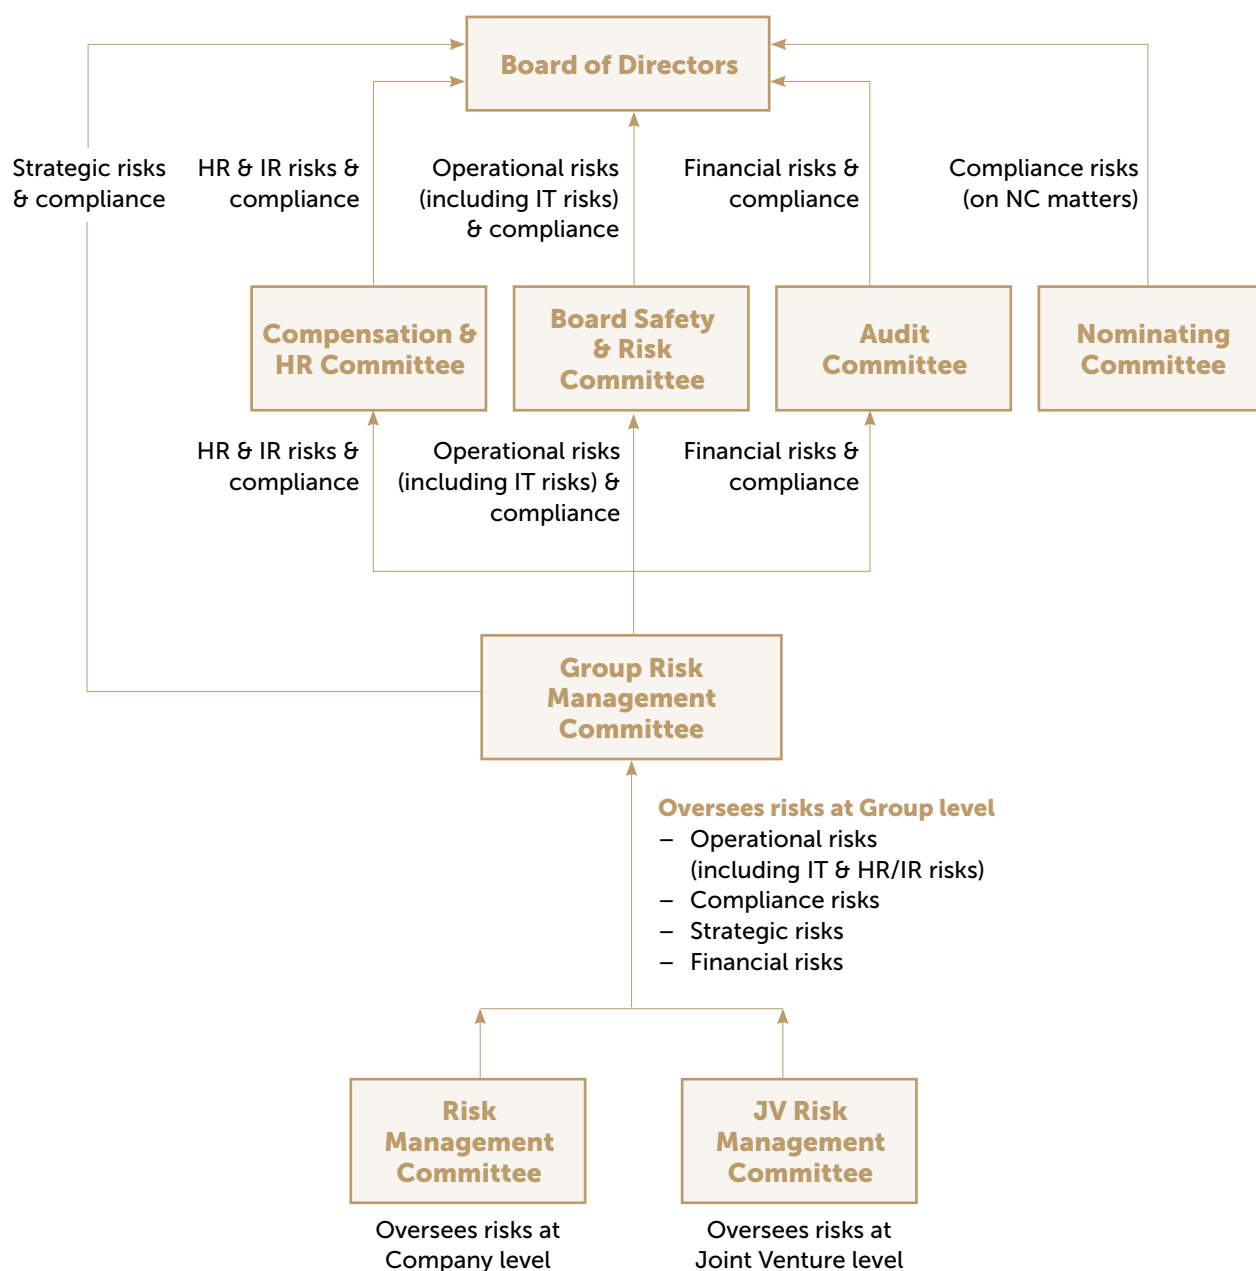 Board of Directors
Strategic risks
& compliance
HR & IR risks &
compliance
Operational risks
(including IT risks)
& compliance
Financial risks &
compliance
Compliance risks
(on NC matters)
Compensation &
HR Committee
Board Safety
& Risk
Committee
Audit
Committee
Nominating
Committee
HR & IR risks &
compliance
Operational risks
(including IT risks) &
compliance
Financial risks &
compliance
Group Risk
Management
Committee
Oversees risks at Group level
– Operational risks
(including IT & HR/IR risks)
– Compliance risks
– Strategic risks
– Financial risks
Risk
Management
Committee
JV Risk
Management
Committee
Oversees risks at
Company level
Oversees risks at
Joint Venture level